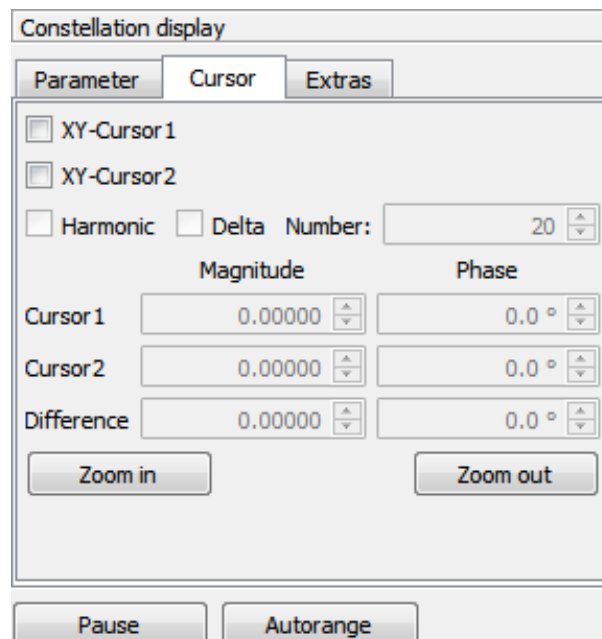 Constellation display
Parameter Cursor Extras
XY-Cursor1
XY-Cursor2
Harmonic Delta Number: 20
Magnitude Phase
Cursor1 0.00000 0.0 °
Cursor2 0.00000 0.0 °
Difference 0.00000 0.0 °
Zoom in Zoom out
Pause Autorange